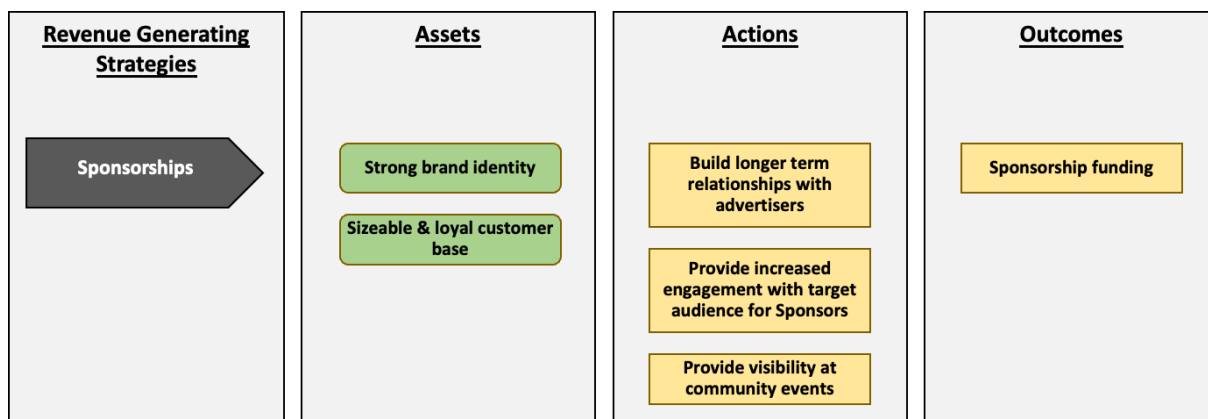 Revenue Generating
Strategies
Sponsorships
Assets
Strong brand identity
Sizeable & loyal customer
base
Actions
Build longer term
relationships with
advertisers
Provide increased
engagement with target
audience for Sponsors
Provide visibility at
community events
Outcomes
Sponsorship funding